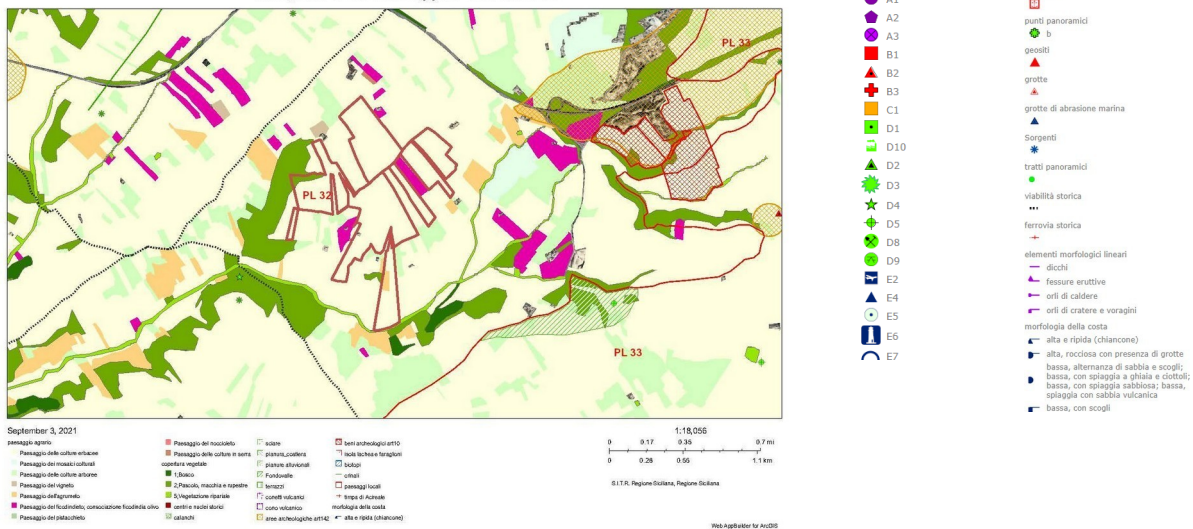 PL 33
PL 32
PL 33
September 3, 2021
paesaggio agrario
Paesaggio delle colture erbacee
Paesaggio dei mosaici colturali
Paesaggio delle colture arboree
Paesaggio del vigneto
Paesaggio dell'agrumeto
Paesaggio del ficodindieto, consociazione ficodindia olivo
Paesaggio del pistacchieto
Paesaggio del noccioleto
Paesaggio delle colture in serra
copertura vegetale
1,Bosco
2,Pascolo, macchia e rupestre
5,Vegetazione ripariale
centri e nuclei storici
calanchi
sciare
pianura_costiera
pianure alluvionali
Fondovalle
terrazzi
conetti vulcanici
cono vulcanico
aree archeologiche art142
beni archeologici art10
Isola lachea e faraglioni
biotopi
crinali
paesaggi locali
timpa di Acireale
morfologia della costa
alta e ripida (chiancone)
1:18,056
0 0.17 0.35 0.7 mi
0 0.28 0.55 1.1 km
S.I.T.R. Regione Siciliana, Regione Siciliana
Web AppBuilder for ArcGIS
A1
A2
A3
B1
B2
B3
C1
D1
D10
D2
D3
D4
D5
D8
D9
E2
E4
E5
E6
E7
punti panoramici
b
geositi
grotte
grotte di abrasione marina
Sorgenti
tratti panoramici
viabilità storica
ferrovia storica
elementi morfologici lineari
dicchi
fessure eruttive
orli di caldere
orli di cratere e voragini
morfologia della costa
alta e ripida (chiancone)
alta, rocciosa con presenza di grotte
bassa, alternanza di sabbia e scogli;
bassa, con spiaggia a ghiaia e ciottoli;
bassa, con spiaggia sabbiosa; bassa,
spiaggia con sabbia vulcanica
bassa, con scogli